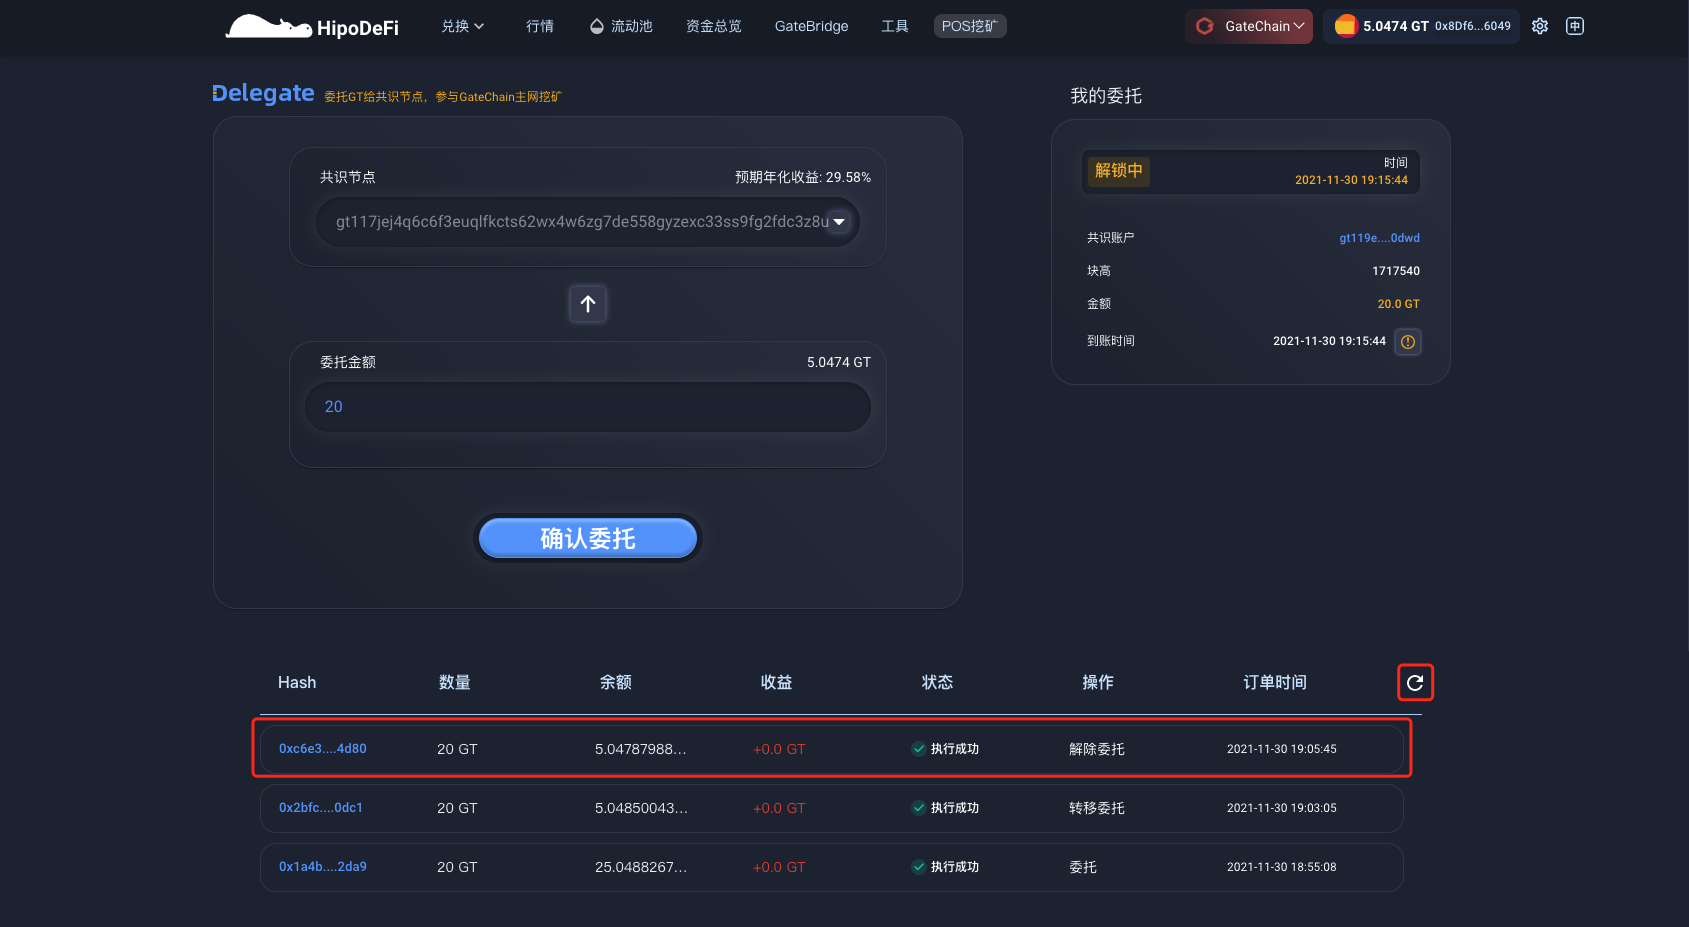 HipoDeFi
兑换
行情
流动池
资金总览
GateBridge
工具
POS挖矿
GateChain
5.0474 GT
0x8Df6...6049
中
Delegate
委托GT给共识节点，参与GateChain主网挖矿
共识节点
预期年化收益: 29.58%
gt117jej4q6c6f3euqlfkcts62wx4w6zg7de558gyzexc33ss9fg2fdc3z8u
委托金额
5.0474 GT
20
确认委托
我的委托
解锁中
时间
2021-11-30 19:15:44
共识账户
gt119e....0dwd
块高
1717540
金额
20.0 GT
到账时间
2021-11-30 19:15:44
Hash 数量 余额 收益 状态 操作 订单时间
0xc6e3....4d80 20 GT 5.04787988... +0.0 GT 执行成功 解除委托 2021-11-30 19:05:45
0x2bfc....0dc1 20 GT 5.04850043... +0.0 GT 执行成功 转移委托 2021-11-30 19:03:05
0x1a4b....2da9 20 GT 25.0488267... +0.0 GT 执行成功 委托 2021-11-30 18:55:08